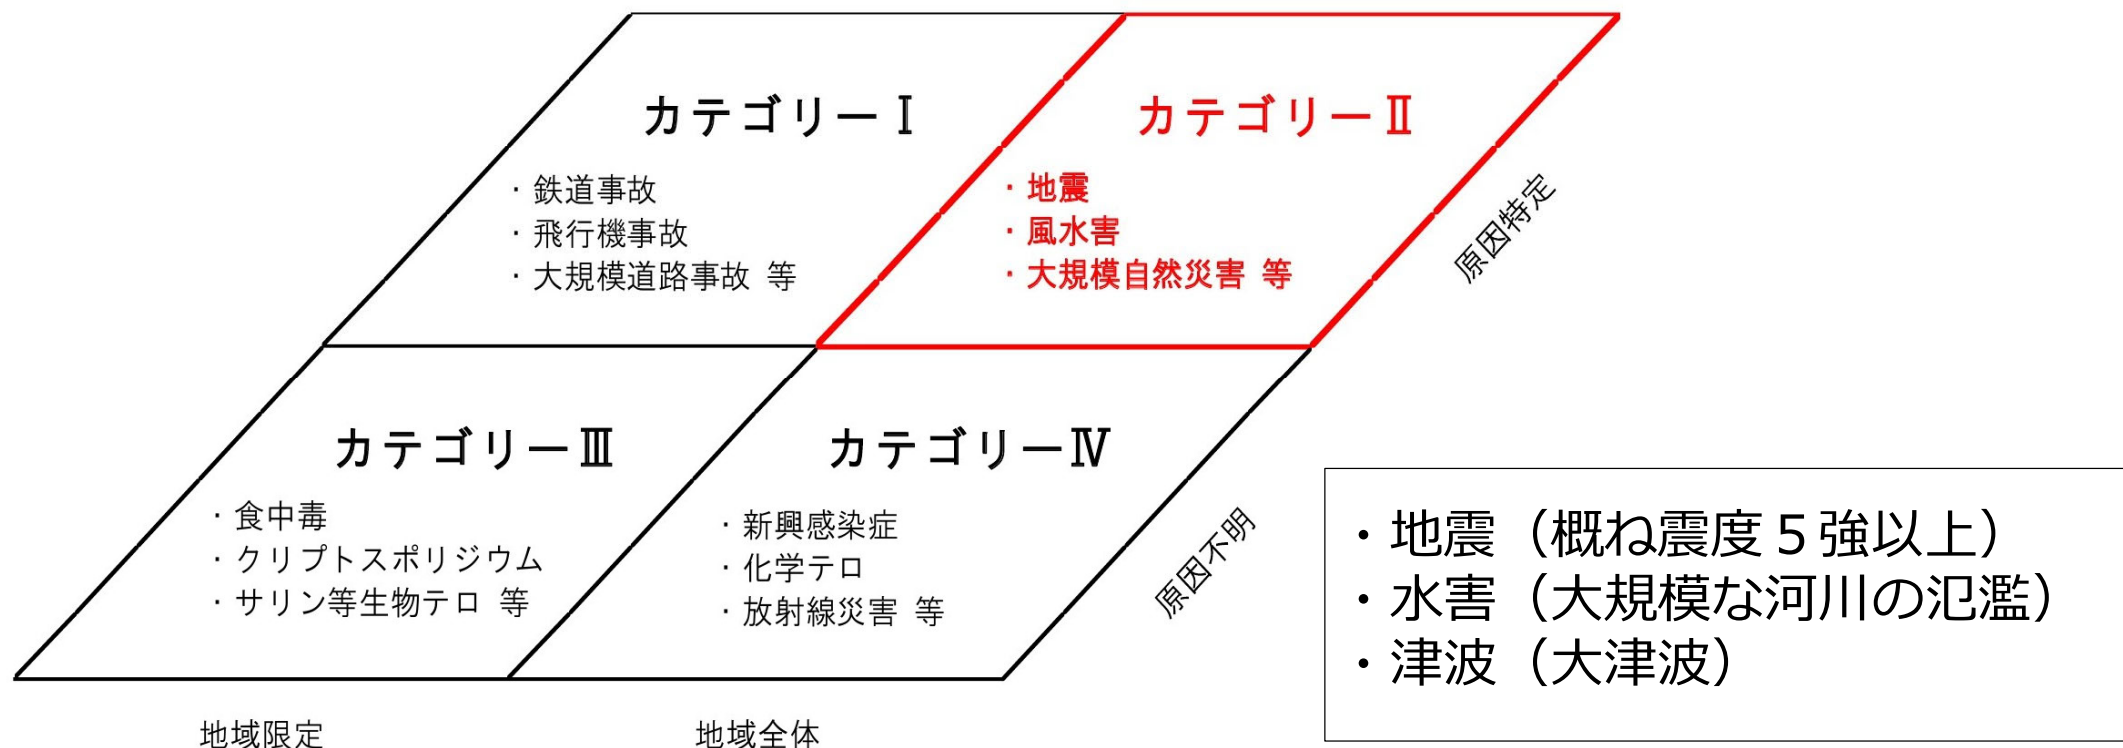 カテゴリーⅠ
・鉄道事故
・飛行機事故
・大規模道路事故 等
カテゴリーⅡ
・地震
・風水害
・大規模自然災害 等
原因特定
カテゴリーⅢ
・食中毒
・クリプトスポリジウム
・サリン等生物テロ 等
カテゴリーⅣ
・新興感染症
・化学テロ
・放射線災害 等
原因不明
地域限定
地域全体
・地震（概ね震度５強以上）
・水害（大規模な河川の氾濫）
・津波（大津波）